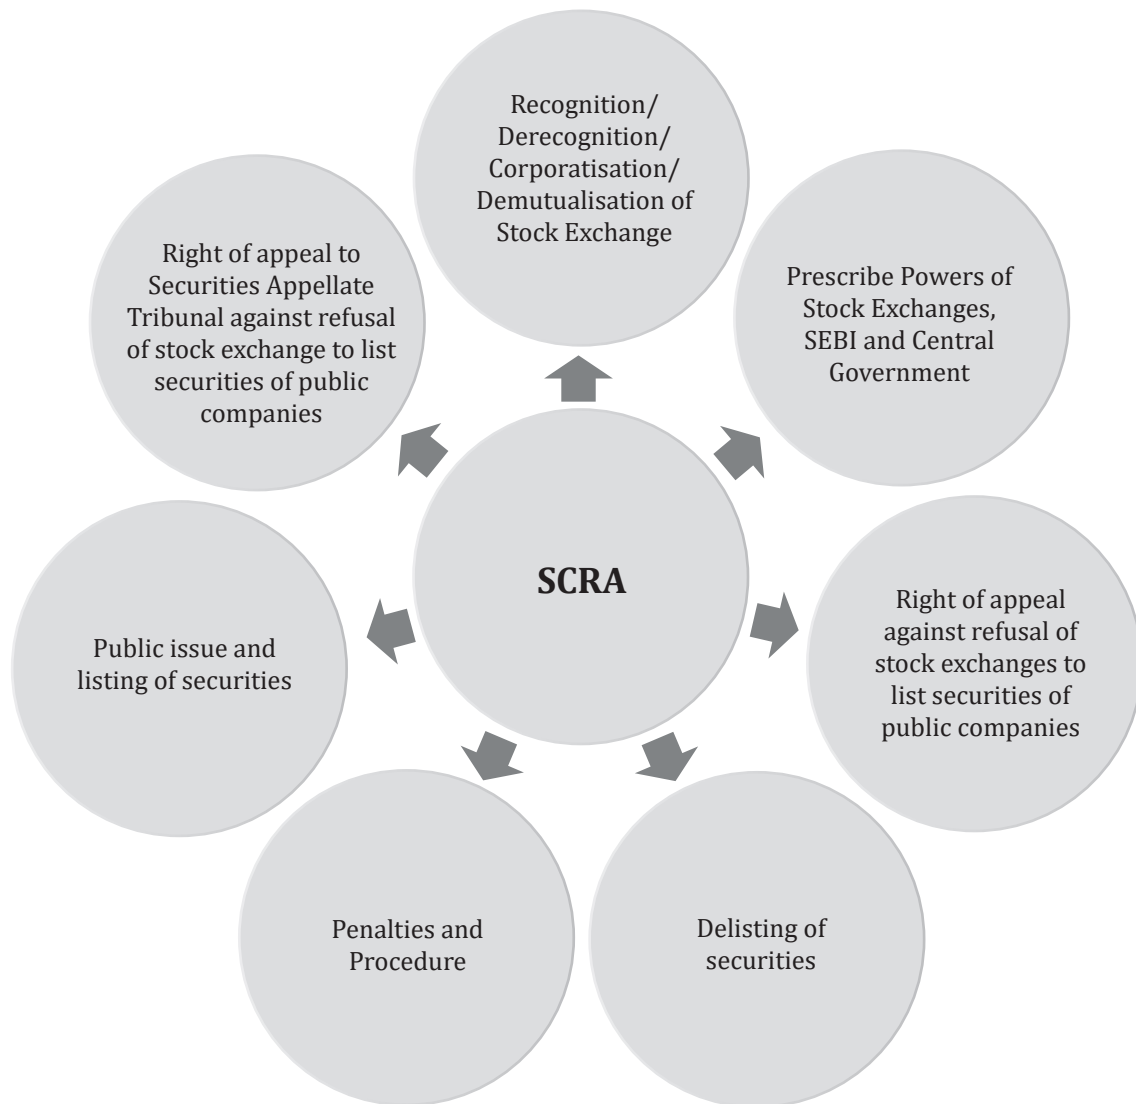 Recognition/
Derecognition/
Corporatisation/
Demutualisation of
Stock Exchange
Right of appeal to
Securities Appellate
Tribunal against refusal
of stock exchange to list
securities of public
companies
Prescribe Powers of
Stock Exchanges,
SEBI and Central
Government
SCRA
Public issue and
listing of securities
Right of appeal
against refusal of
stock exchanges to
list securities of
public companies
Penalties and
Procedure
Delisting of
securities